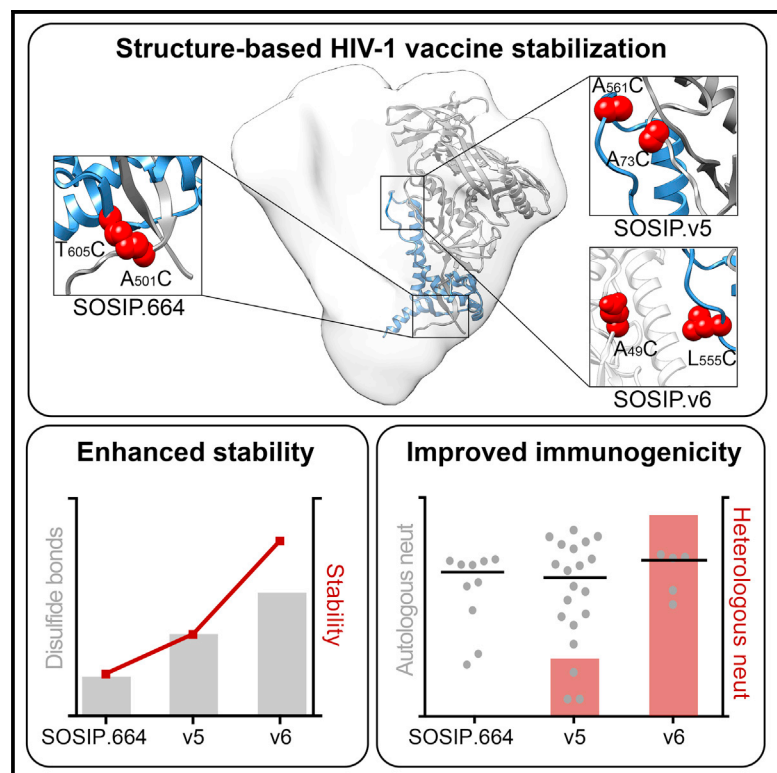 Structure-based HIV-1 vaccine stabilization
T605C
A501C
SOSIP.664
A561C
A73C
SOSIP.v5
A49C
L555C
SOSIP.v6
Enhanced stability
Disulfide bonds
Stability
SOSIP.664 v5 v6
Improved immunogenicity
Autologous neut
Heterologous neut
SOSIP.664 v5 v6